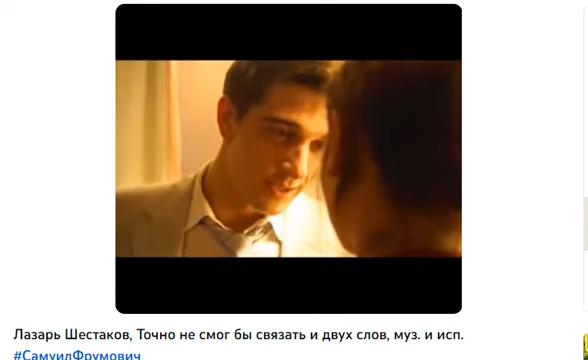 Лазарь Шестаков, Точно не смог бы связать и двух слов, муз. и исп.
#СамуилФрумович